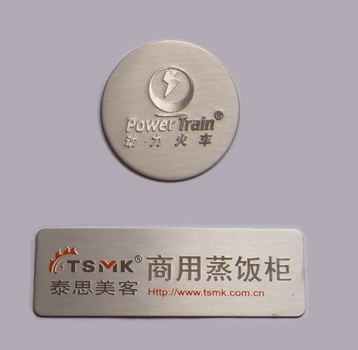 Power Train®
动·力火车
TSMK® 商用蒸饭柜
泰思美客 Http://www.tsmk.com.cn